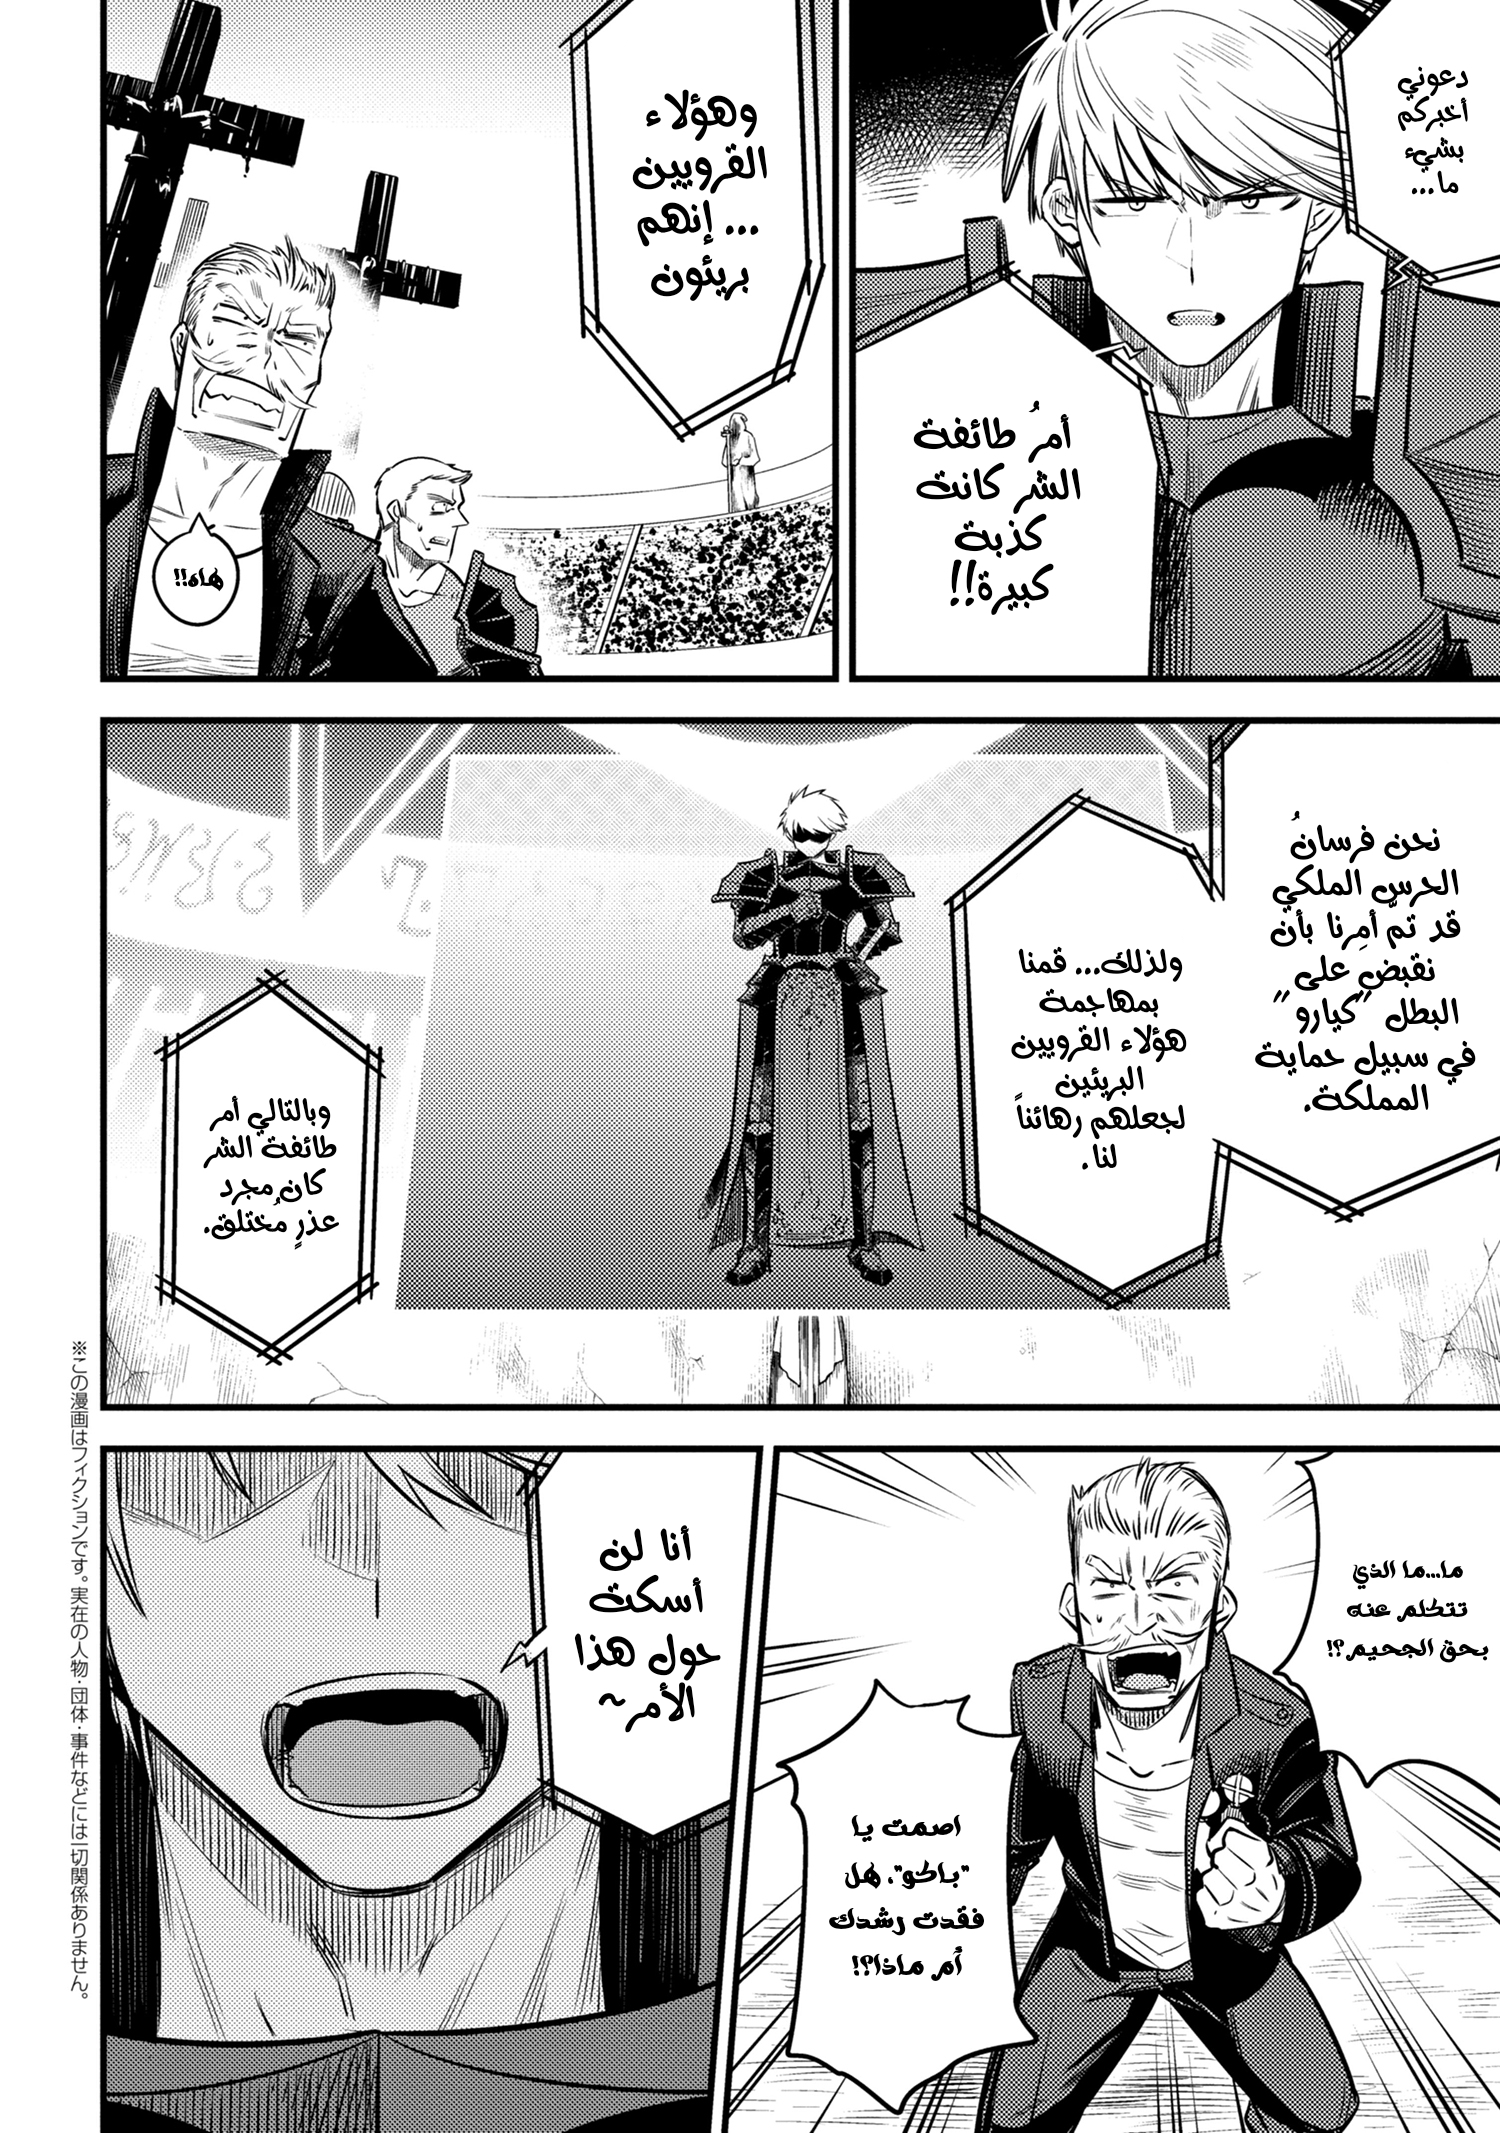 دعوني
أخبركم
بشيء
ما...
أمرُ طائفة
الشر كانت
كذبة
كبيرة!!
وهؤلاء
القرويين
... إنهم
بريئون
هاه!!
نحن فرسانُ
الحرس الملكي
قد تمّ أمِرنا بأن
نقبض على
البطل "كيارو"
في سبيل حماية
المملكة.
ولذلك... قمنا
بمهاجمة
هؤلاء القرويين
البريئين
لجعلهم رهائناً
لنا.
وبالتالي أمر
طائفة الشر
كان مجرد
عذرٍ مُختلق.
ما...ما الذي
تتكلم عنه
بحق الجحيم؟!
اصمت يا
"باكو"، هل
فقدت رشدك
أم ماذا؟!
أنا لن
أسكت
حول هذا
الأمر~
※この漫画はフィクションです。実在の人物・団体・事件などには一切関係ありません。